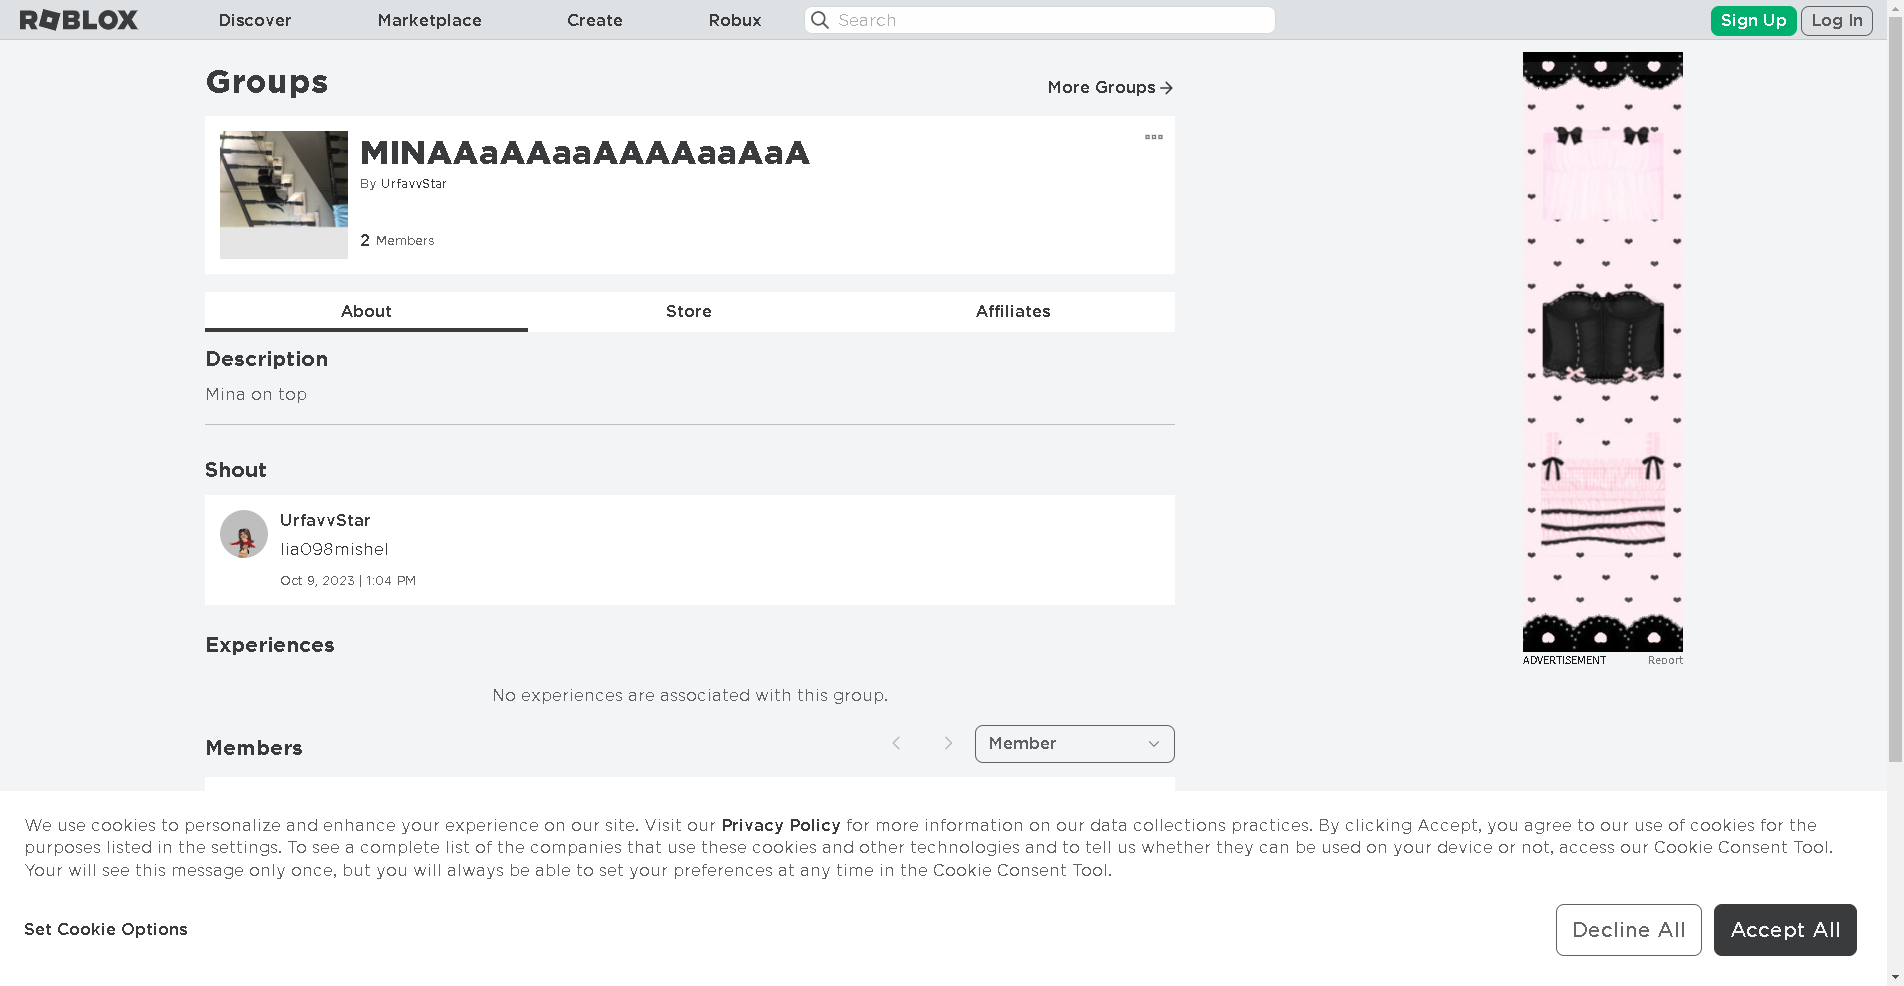 ROBLOX
Discover
Marketplace
Create
Robux
Search
Sign Up
Log In
Groups
More Groups
MINAAaAAaaAAAAaaAaA
By UrfavvStar
2 Members
About
Store
Affiliates
Description
Mina on top
Shout
UrfavvStar
lia098mishel
Oct 9, 2023 | 1:04 PM
Experiences
No experiences are associated with this group.
Members
Member
ADVERTISEMENT
Report
We use cookies to personalize and enhance your experience on our site. Visit our Privacy Policy for more information on our data collections practices. By clicking Accept, you agree to our use of cookies for the
purposes listed in the settings. To see a complete list of the companies that use these cookies and other technologies and to tell us whether they can be used on your device or not, access our Cookie Consent Tool.
Your will see this message only once, but you will always be able to set your preferences at any time in the Cookie Consent Tool.
Set Cookie Options
Decline All
Accept All